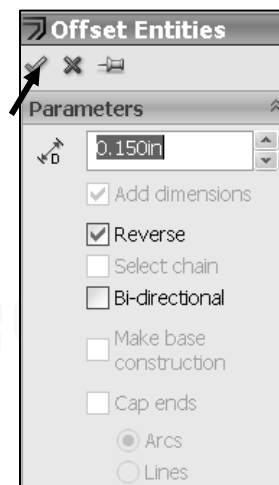 Offset Entities
Parameters
D
0.150in
Add dimensions
Reverse
Select chain
Bi-directional
Make base
construction
Cap ends
Arcs
Lines